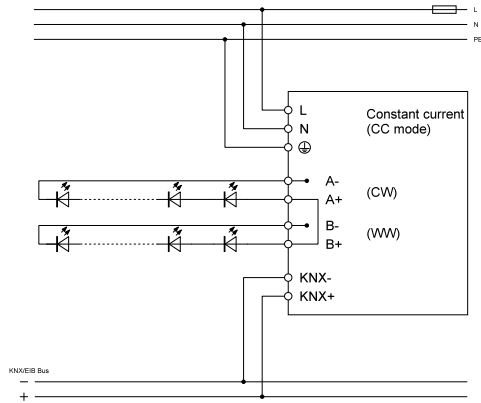 L
N
PE
L
N
Constant current
(CC mode)
A-
A+
(CW)
B-
B+
(WW)
KNX-
KNX+
KNX/EIB Bus
−
+